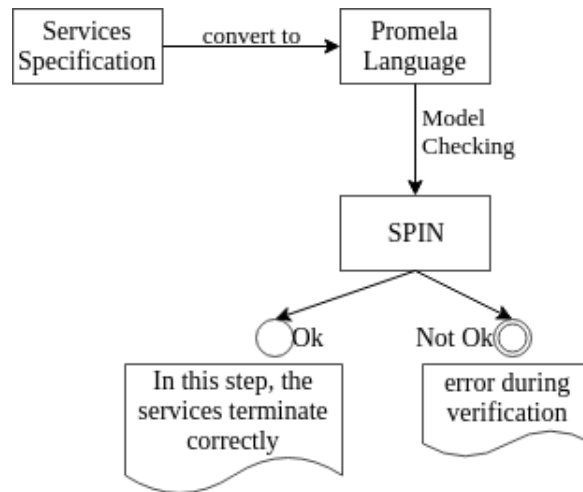 Services
Specification
convert to
Promela
Language
Model
Checking
SPIN
Ok
Not Ok
In this step, the
services terminate
correctly
error during
verification